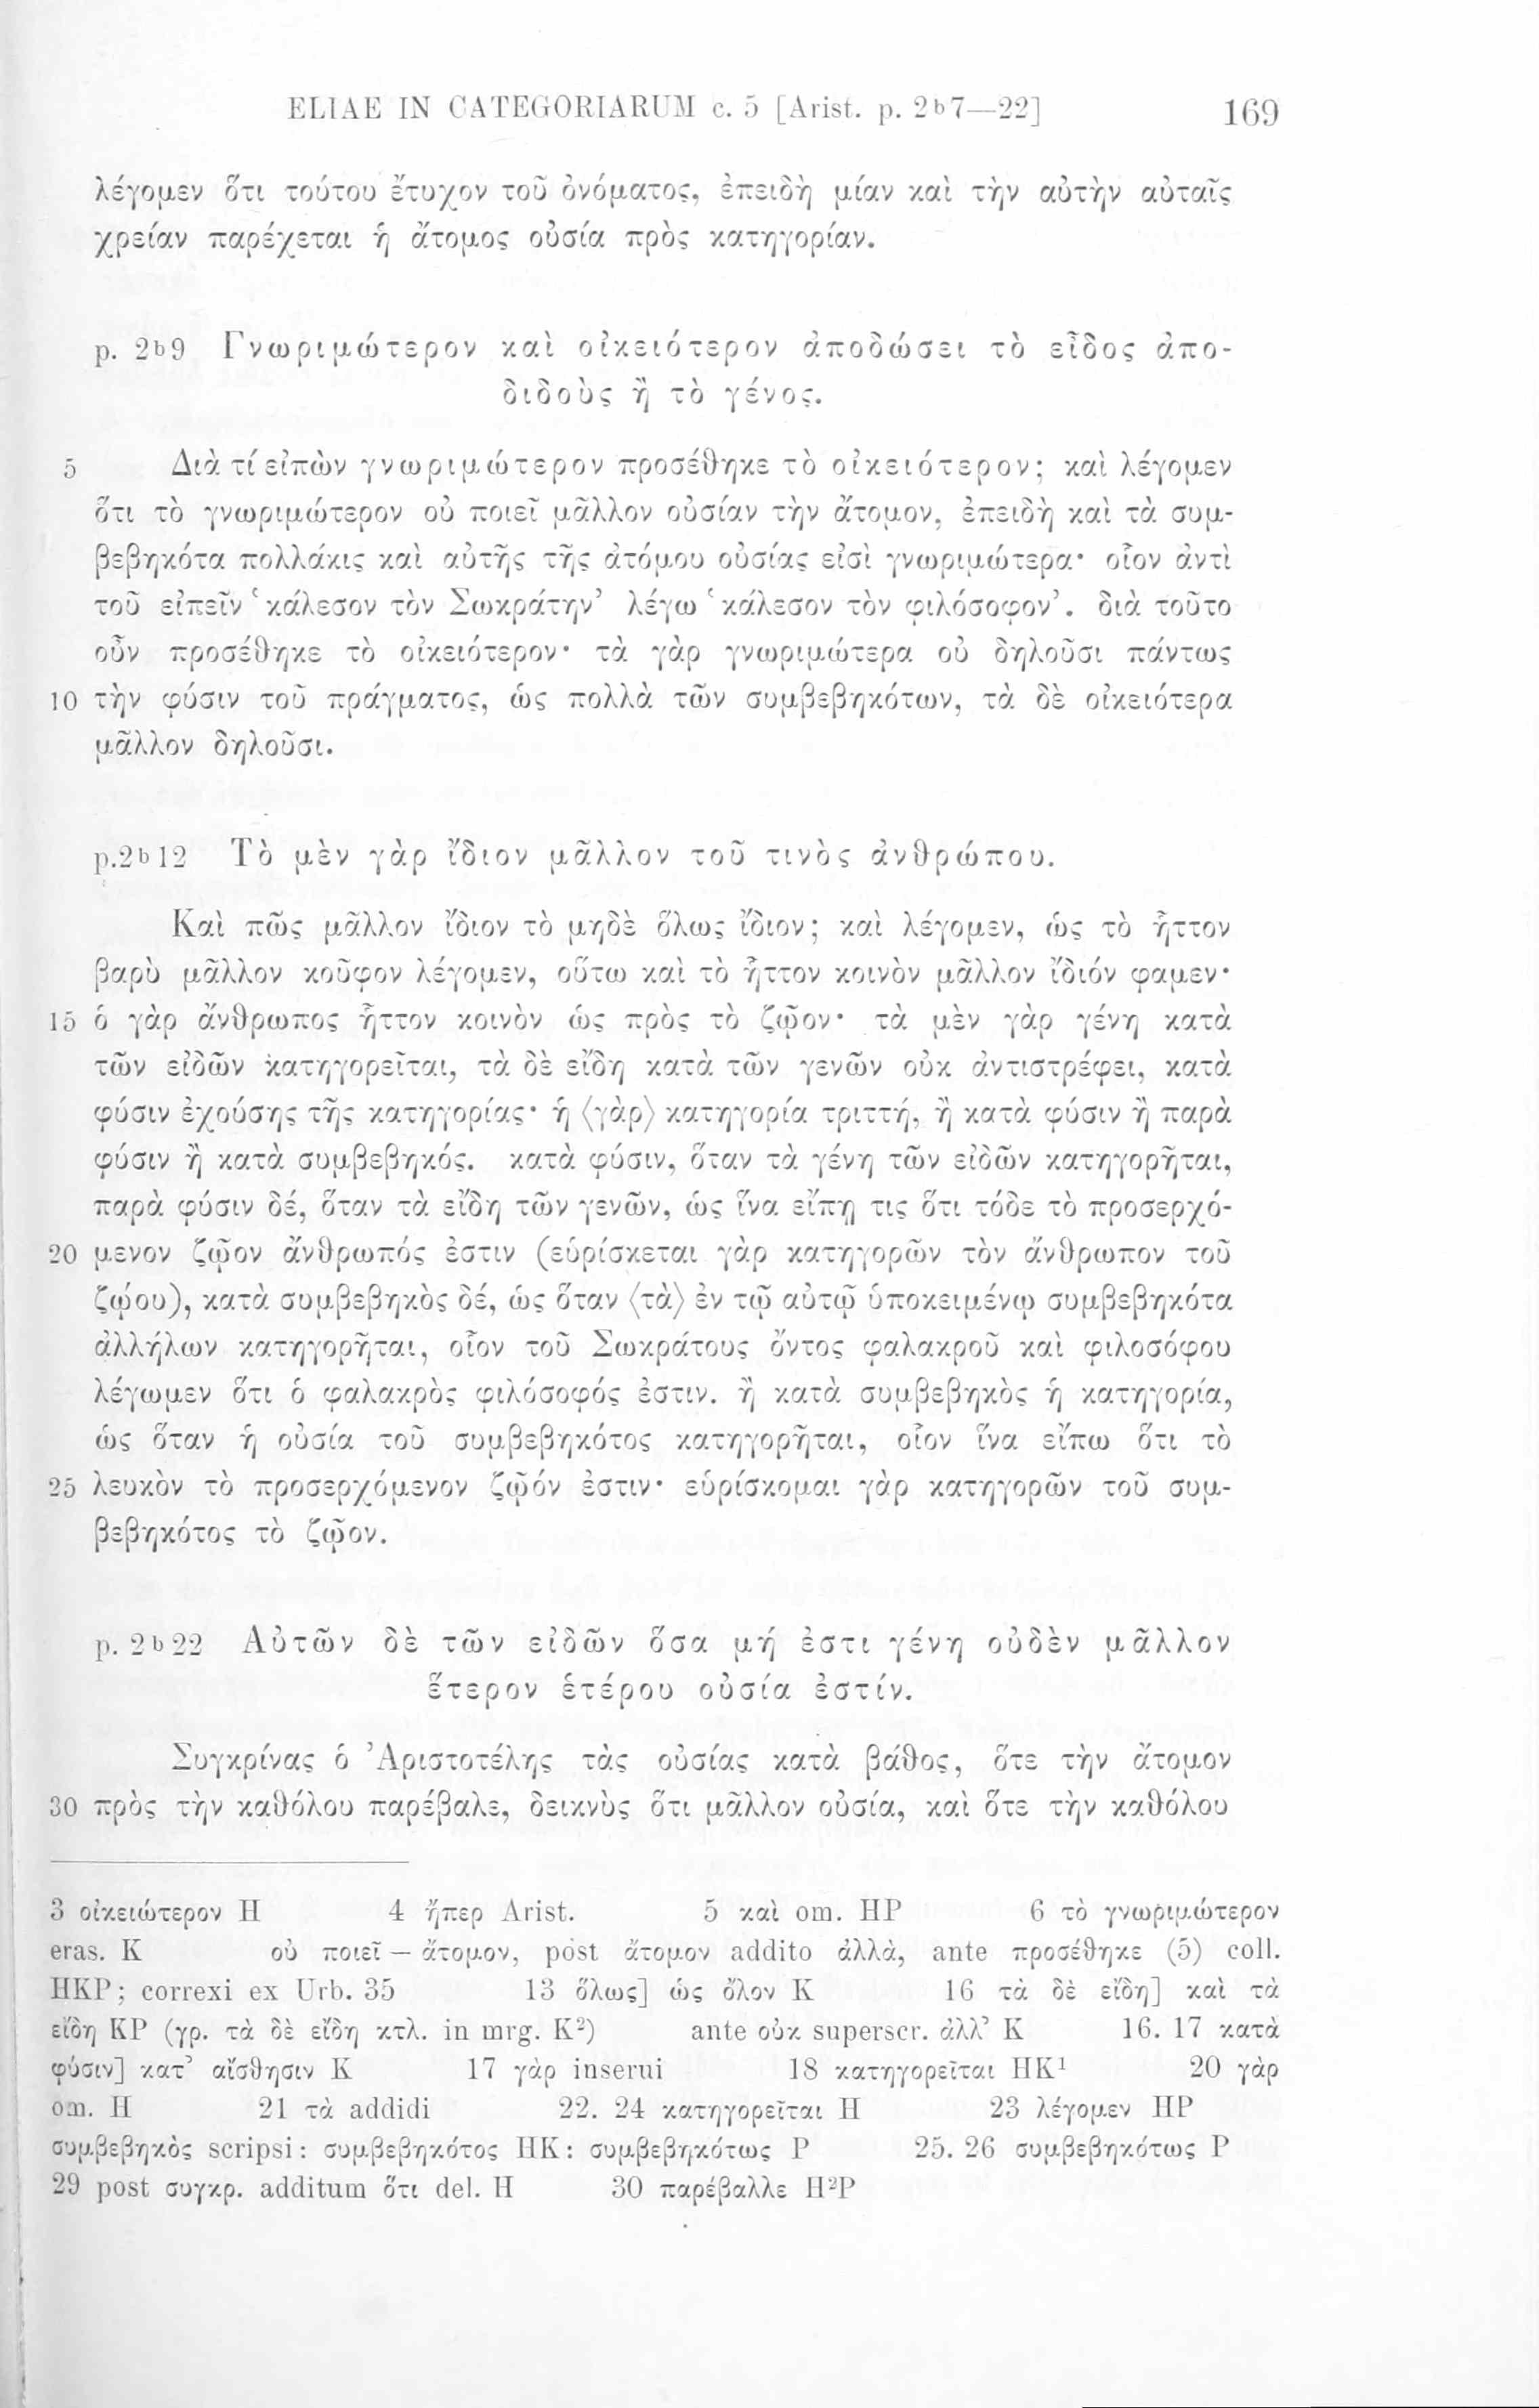 ELIAE IN CATEGORIARUM c. 5 [Arist. p. 2b7—22] 169
λέγομεν ὅτι τούτου ἔτυχον τοῦ ὀνόματος, ἐπειδὴ μίαν καὶ τὴν αὐτὴν αὐταῖς
χρείαν παρέχεται ἡ ἄτομος οὐσία πρὸς κατηγορίαν.
p. 2b9 Γνωριμώτερον καὶ οἰκειότερον ἀποδώσει τὸ εἶδος ἀπο-
διδοὺς ἢ τὸ γένος.
5 Διὰ τί εἰπὼν γνωριμώτερον προσέθηκε τὸ οἰκειότερον; καὶ λέγομεν
ὅτι τὸ γνωριμώτερον οὐ ποιεῖ μᾶλλον οὐσίαν τὴν ἄτομον, ἐπειδὴ καὶ τὰ συμ-
βεβηκότα πολλάκις καὶ αὐτῆς τῆς ἀτόμου οὐσίας εἰσὶ γνωριμώτερα· οἷον ἀντὶ
τοῦ εἰπεῖν ‘κάλεσον τὸν Σωκράτην’ λέγω ‘κάλεσον τὸν φιλόσοφον’. διὰ τοῦτο
οὖν προσέθηκε τὸ οἰκειότερον· τὰ γὰρ γνωριμώτερα οὐ δηλοῦσι πάντως
10 τὴν φύσιν τοῦ πράγματος, ὡς πολλὰ τῶν συμβεβηκότων, τὰ δὲ οἰκειότερα
μᾶλλον δηλοῦσι.
p.2b12 Τὸ μὲν γὰρ ἴδιον μᾶλλον τοῦ τινὸς ἀνθρώπου.
Καὶ πῶς μᾶλλον ἴδιον τὸ μηδὲ ὅλως ἴδιον; καὶ λέγομεν, ὡς τὸ ἧττον
βαρὺ μᾶλλον κοῦφον λέγομεν, οὕτω καὶ τὸ ἧττον κοινὸν μᾶλλον ἴδιόν φαμεν·
15 ὁ γὰρ ἄνθρωπος ἧττον κοινὸν ὡς πρὸς τὸ ζῷον· τὰ μὲν γὰρ γένη κατὰ
τῶν εἰδῶν κατηγορεῖται, τὰ δὲ εἴδη κατὰ τῶν γενῶν οὐκ ἀντιστρέφει, κατὰ
φύσιν ἐχούσης τῆς κατηγορίας· ἡ ⟨γὰρ⟩ κατηγορία τριττή, ἢ κατὰ φύσιν ἢ παρὰ
φύσιν ἢ κατὰ συμβεβηκός. κατὰ φύσιν, ὅταν τὰ γένη τῶν εἰδῶν κατηγορῆται,
παρὰ φύσιν δέ, ὅταν τὰ εἴδη τῶν γενῶν, ὡς ἵνα εἴπῃ τις ὅτι τόδε τὸ προσερχό-
20 μενον ζῷον ἄνθρωπός ἐστιν (εὑρίσκεται γὰρ κατηγορῶν τὸν ἄνθρωπον τοῦ
ζῴου), κατὰ συμβεβηκὸς δέ, ὡς ὅταν ⟨τὰ⟩ ἐν τῷ αὐτῷ ὑποκειμένῳ συμβεβηκότα
ἀλλήλων κατηγορῆται, οἷον τοῦ Σωκράτους ὄντος φαλακροῦ καὶ φιλοσόφου
λέγωμεν ὅτι ὁ φαλακρὸς φιλόσοφός ἐστιν. ἢ κατὰ συμβεβηκὸς ἡ κατηγορία,
ὡς ὅταν ἡ οὐσία τοῦ συμβεβηκότος κατηγορῆται, οἷον ἵνα εἴπω ὅτι τὸ
25 λευκὸν τὸ προσερχόμενον ζῷόν ἐστιν· εὑρίσκομαι γὰρ κατηγορῶν τοῦ συμ-
βεβηκότος τὸ ζῷον.
p. 2b22 Αὐτῶν δὲ τῶν εἰδῶν ὅσα μή ἐστι γένη οὐδὲν μᾶλλον
ἕτερον ἑτέρου οὐσία ἐστίν.
Συγκρίνας ὁ Ἀριστοτέλης τὰς οὐσίας κατὰ βάθος, ὅτε τὴν ἄτομον
30 πρὸς τὴν καθόλου παρέβαλε, δεικνὺς ὅτι μᾶλλον οὐσία, καὶ ὅτε τὴν καθόλου
3 οἰκειώτερον H 4 ἤπερ Arist. 5 καὶ om. HP 6 τὸ γνωριμώτερον
eras. K οὐ ποιεῖ — ἄτομον, post ἄτομον addito ἀλλὰ, ante προσέθηκε (5) coll.
HKP; correxi ex Urb. 35 13 ὅλως] ὡς ὅλον K 16 τὰ δὲ εἴδη] καὶ τὰ
εἴδη KP (γρ. τὰ δὲ εἴδη κτλ. in mrg. K²) ante οὐκ superscr. ἀλλ’ K 16. 17 κατὰ
φύσιν] κατ’ αἴσθησιν K 17 γὰρ inserui 18 κατηγορεῖται HK¹ 20 γὰρ
om. H 21 τὰ addidi 22. 24 κατηγορεῖται H 23 λέγομεν HP
συμβεβηκὸς scripsi: συμβεβηκότος HK: συμβεβηκότως P 25. 26 συμβεβηκότως P
29 post συγκρ. additum ὅτι del. H 30 παρέβαλλε H²P